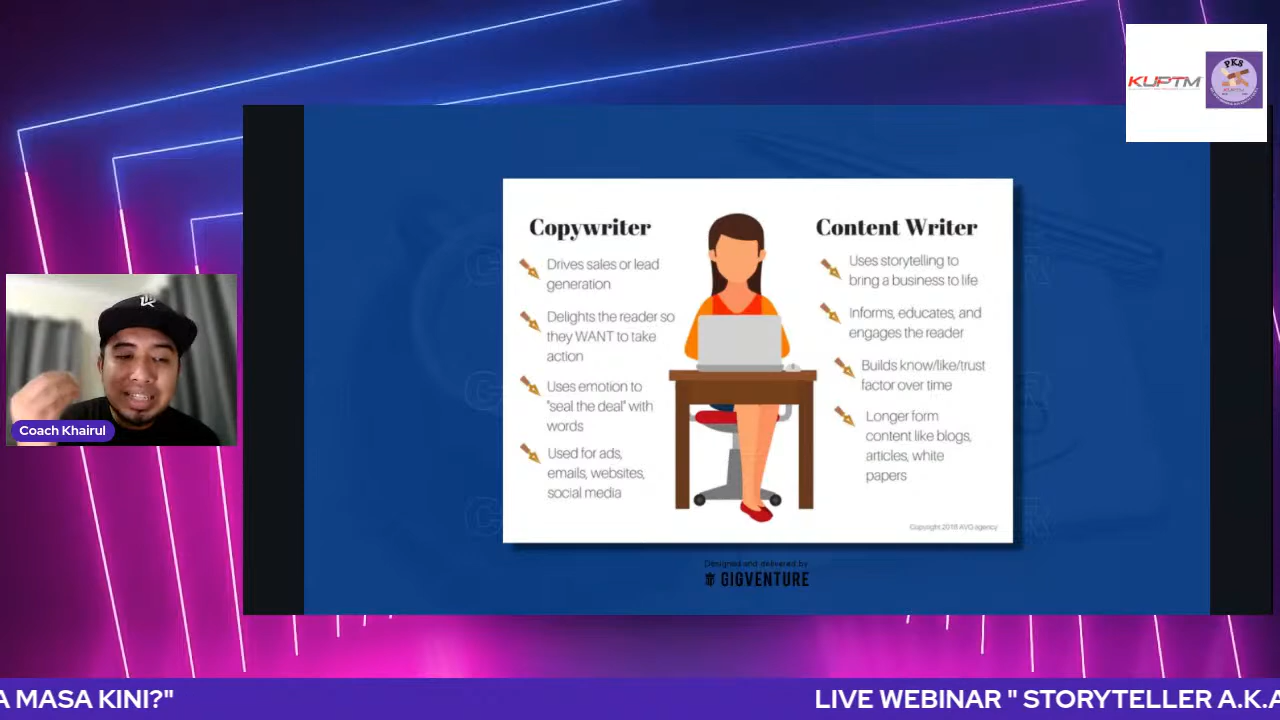 KUPTM
PKS
Copywriter
Drives sales or lead
generation
Delights the reader so
they WANT to take
action
Uses emotion to
"seal the deal" with
words
Used for ads,
emails, websites,
social media
Content Writer
Uses storytelling to
bring a business to life
Informs, educates, and
engages the reader
Builds know/like/trust
factor over time
Longer form
content like blogs,
articles, white
papers
Copyright 2018 AVO agency
Designed and delivered by
GIGVENTURE
Coach Khairul
A MASA KINI?"
LIVE WEBINAR " STORYTELLER A.K.A